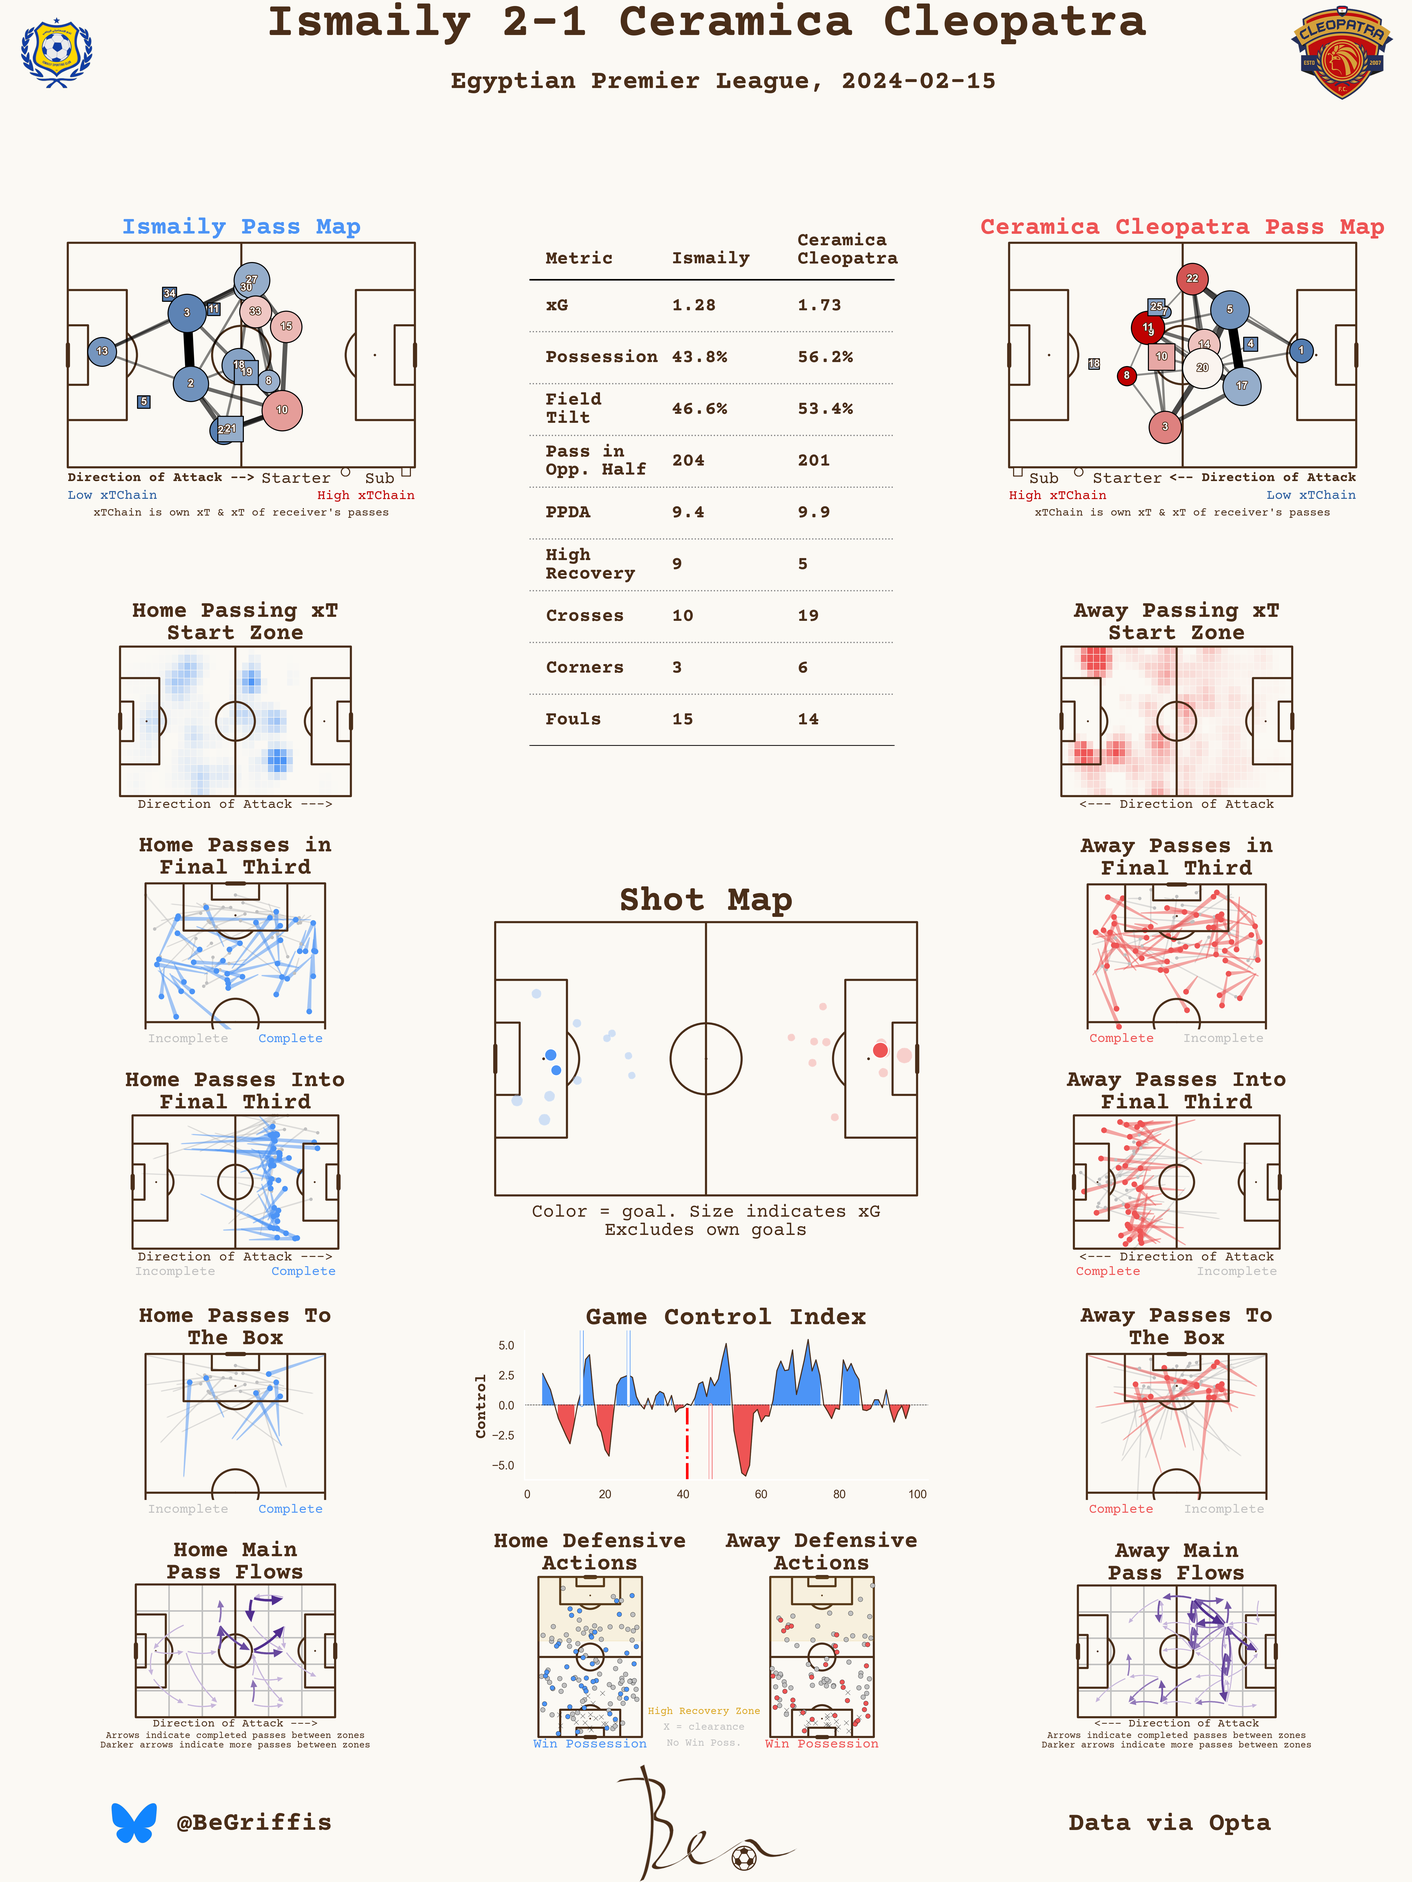 Ismaily 2-1 Ceramica Cleopatra
Egyptian Premier League, 2024-02-15
CLEOPATRA
ESTD 2007
F.C.
Ismaily Pass Map
27
30
34
3
11
33
15
13
18
19
8
2
5
10
21
Direction of Attack --> Starter Sub
Low xTChain High xTChain
xTChain is own xT & xT of receiver's passes
Metric Ismaily Ceramica Cleopatra
xG 1.28 1.73
Possession 43.8% 56.2%
Field Tilt 46.6% 53.4%
Pass in Opp. Half 204 201
PPDA 9.4 9.9
High Recovery 9 5
Crosses 10 19
Corners 3 6
Fouls 15 14
Ceramica Cleopatra Pass Map
22
25
7
5
11
9
14
4
1
10
18
8
20
17
3
Sub Starter <-- Direction of Attack
High xTChain Low xTChain
xTChain is own xT & xT of receiver's passes
Home Passing xT
Start Zone
Direction of Attack --->
Away Passing xT
Start Zone
<--- Direction of Attack
Home Passes in
Final Third
Incomplete Complete
Away Passes in
Final Third
Complete Incomplete
Shot Map
Color = goal. Size indicates xG
Excludes own goals
Home Passes Into
Final Third
Direction of Attack --->
Incomplete Complete
Away Passes Into
Final Third
<--- Direction of Attack
Complete Incomplete
Home Passes To
The Box
Incomplete Complete
Game Control Index
Control
5.0
2.5
0.0
−2.5
−5.0
0 20 40 60 80 100
Away Passes To
The Box
Complete Incomplete
Home Main
Pass Flows
Direction of Attack --->
Arrows indicate completed passes between zones
Darker arrows indicate more passes between zones
Home Defensive
Actions
Win Possession
High Recovery Zone
X = clearance
No Win Poss.
Away Defensive
Actions
Win Possession
Away Main
Pass Flows
<--- Direction of Attack
Arrows indicate completed passes between zones
Darker arrows indicate more passes between zones
@BeGriffis
Ben
Data via Opta